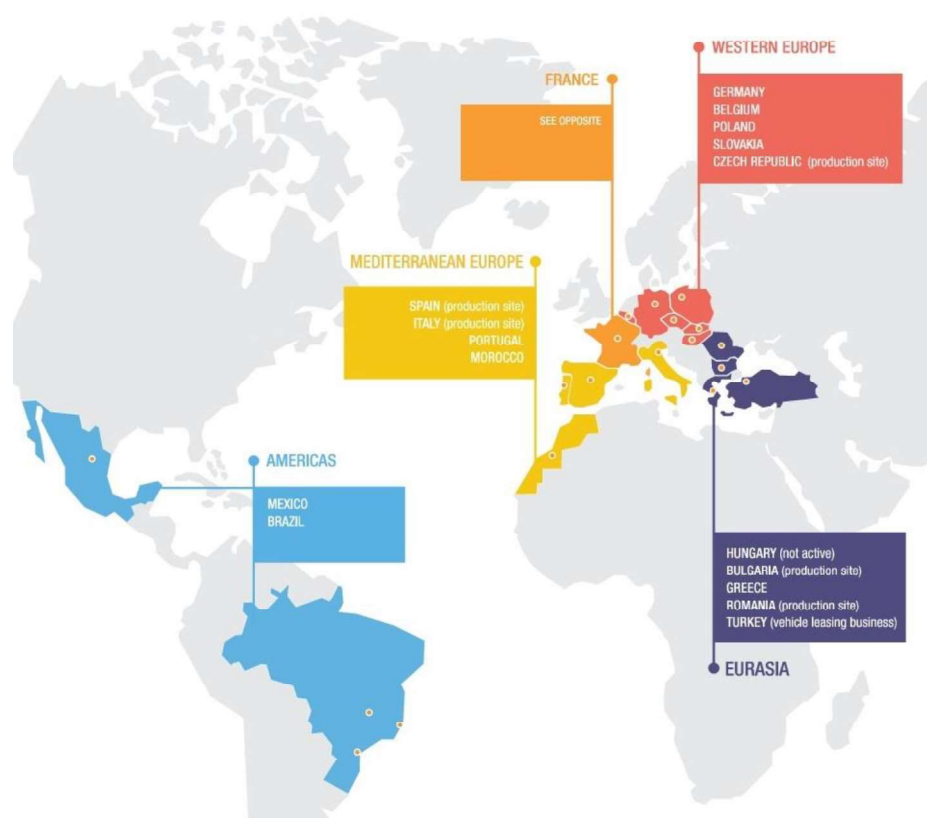 WESTERN EUROPE
GERMANY
BELGIUM
POLAND
SLOVAKIA
CZECH REPUBLIC (production site)
FRANCE
SEE OPPOSITE
MEDITERRANEAN EUROPE
SPAIN (production site)
ITALY (production site)
PORTUGAL
MOROCCO
AMERICAS
MEXICO
BRAZIL
HUNGARY (not active)
BULGARIA (production site)
GREECE
ROMANIA (production site)
TURKEY (vehicle leasing business)
EURASIA